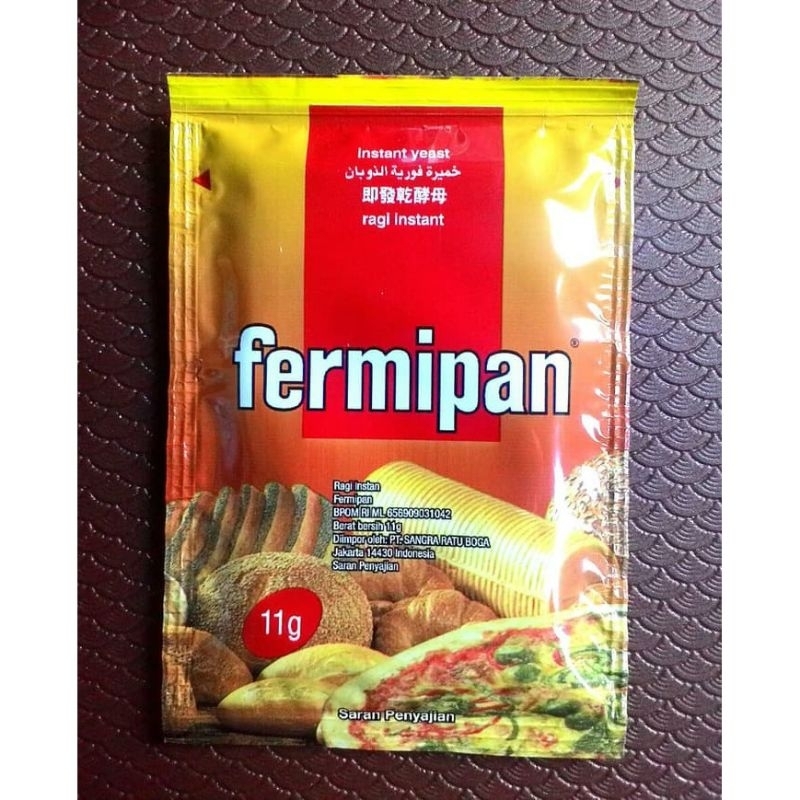 instant yeast
خميرة فورية الذوبان
即發乾酵母
ragi instant
fermipan®
Ragi Instan
Fermipan
BPOM RI ML 656909031042
Berat bersih 11g
Diimpor oleh: PT. SANGRA RATU BOGA
Jakarta 14430 Indonesia
Saran Penyajian
11g
Saran Penyajian